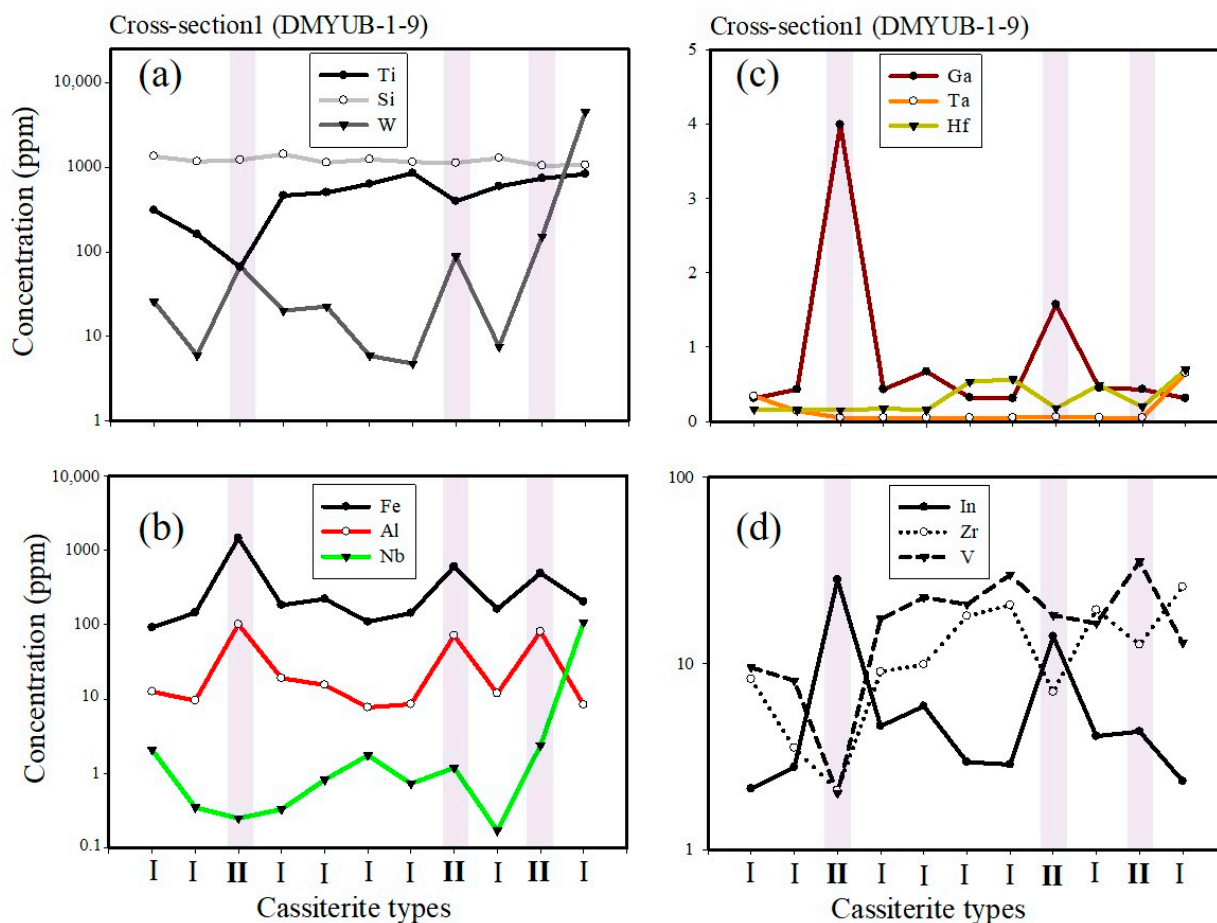 Cross-section1 (DMYUB-1-9)
(a)
Ti
Si
W
10,000
1000
100
10
1
Concentration (ppm)
Cross-section1 (DMYUB-1-9)
(c)
Ga
Ta
Hf
5
4
3
2
1
0
(b)
Fe
Al
Nb
10,000
1000
100
10
1
0.1
Concentration (ppm)
I I II I I I I II I II I
Cassiterite types
(d)
In
Zr
V
100
10
1
I I II I I I I II I II I
Cassiterite types